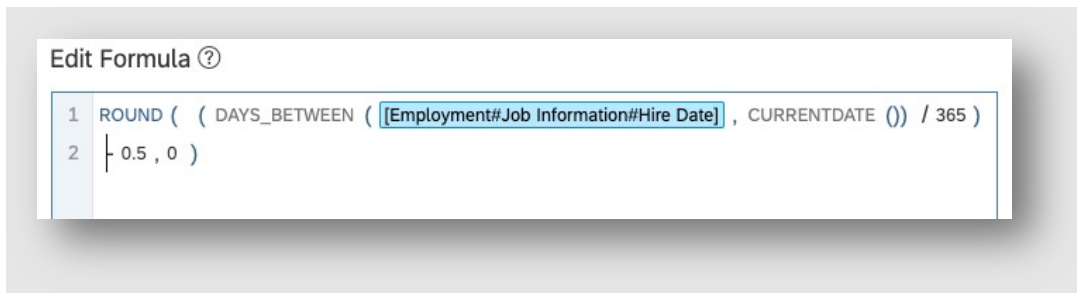 Edit Formula ?
1 ROUND ( ( DAYS_BETWEEN ( [Employment#Job Information#Hire Date] , CURRENTDATE ()) / 365 )
2 - 0.5 , 0 )